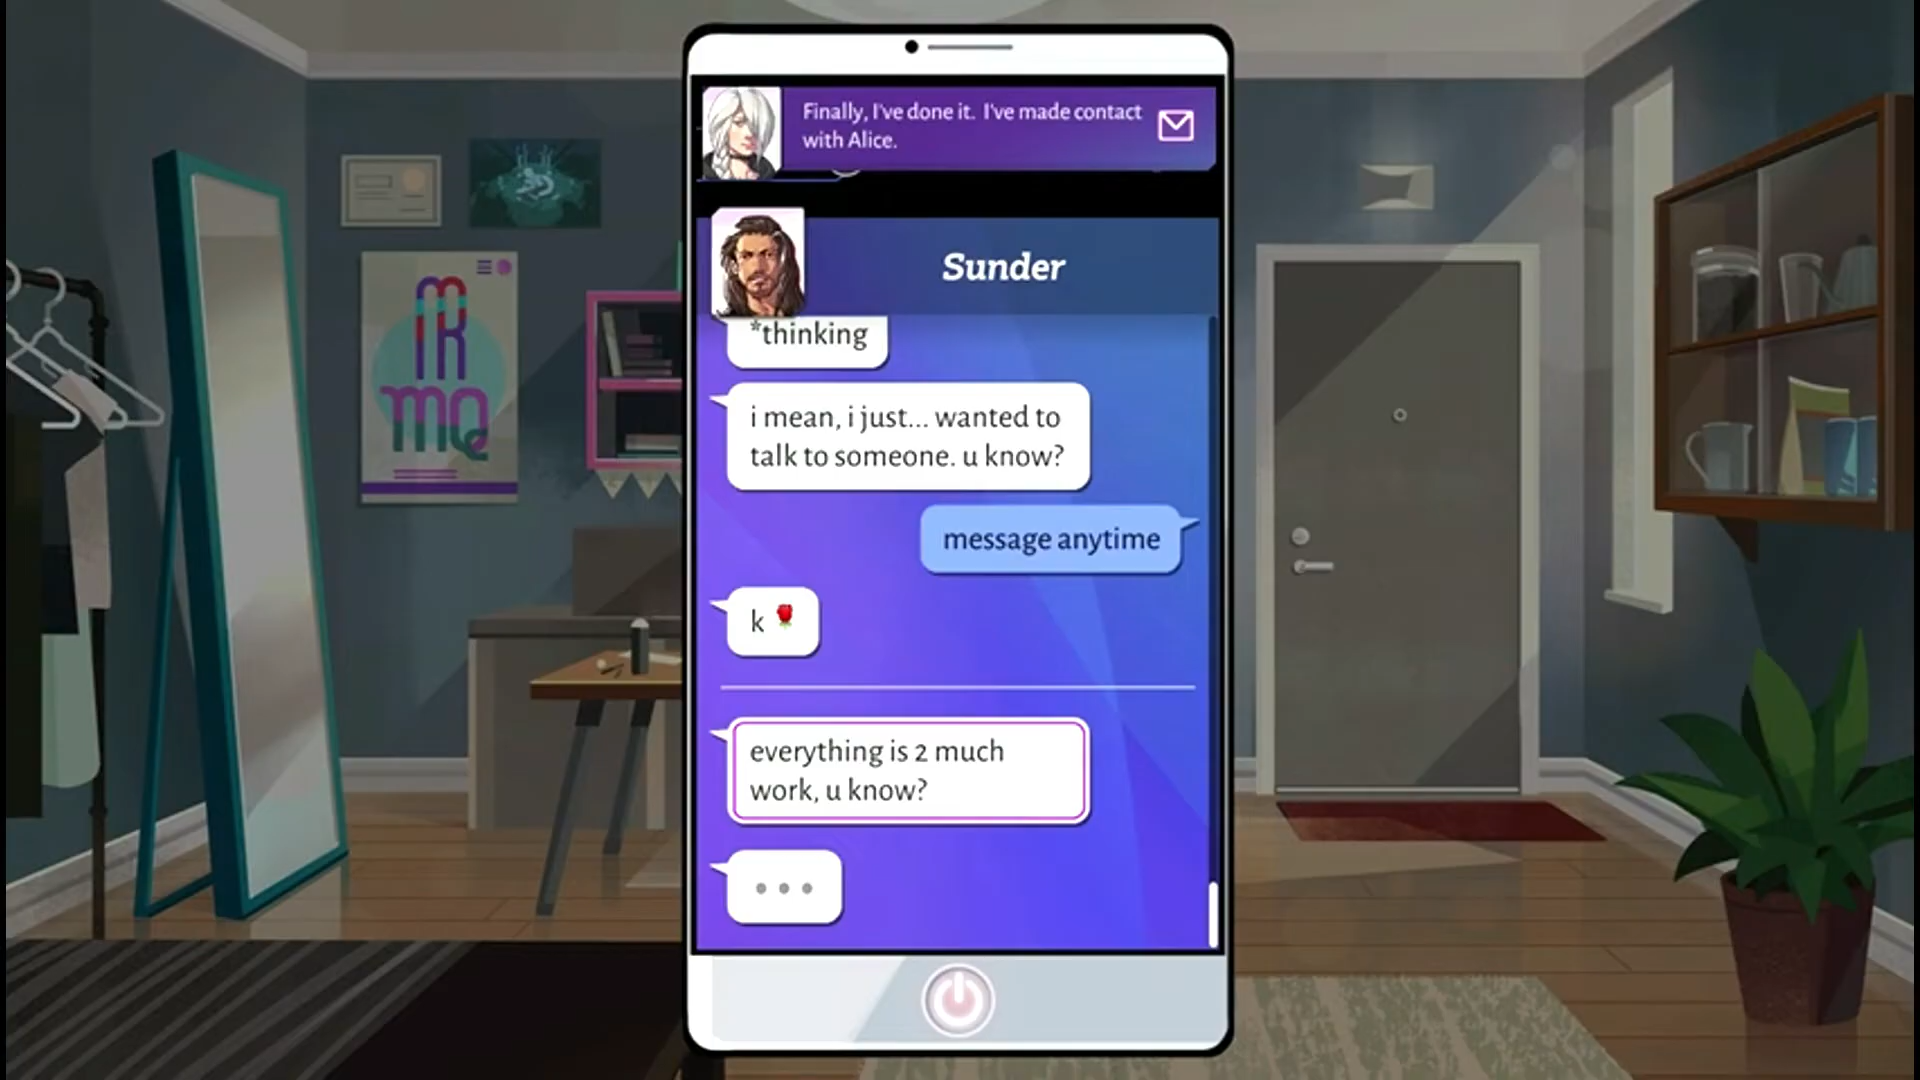 Finally, I've done it. I've made contact
with Alice.
Sunder
*thinking
i mean, i just... wanted to
talk to someone. u know?
message anytime
k🌹
everything is 2 much
work, u know?